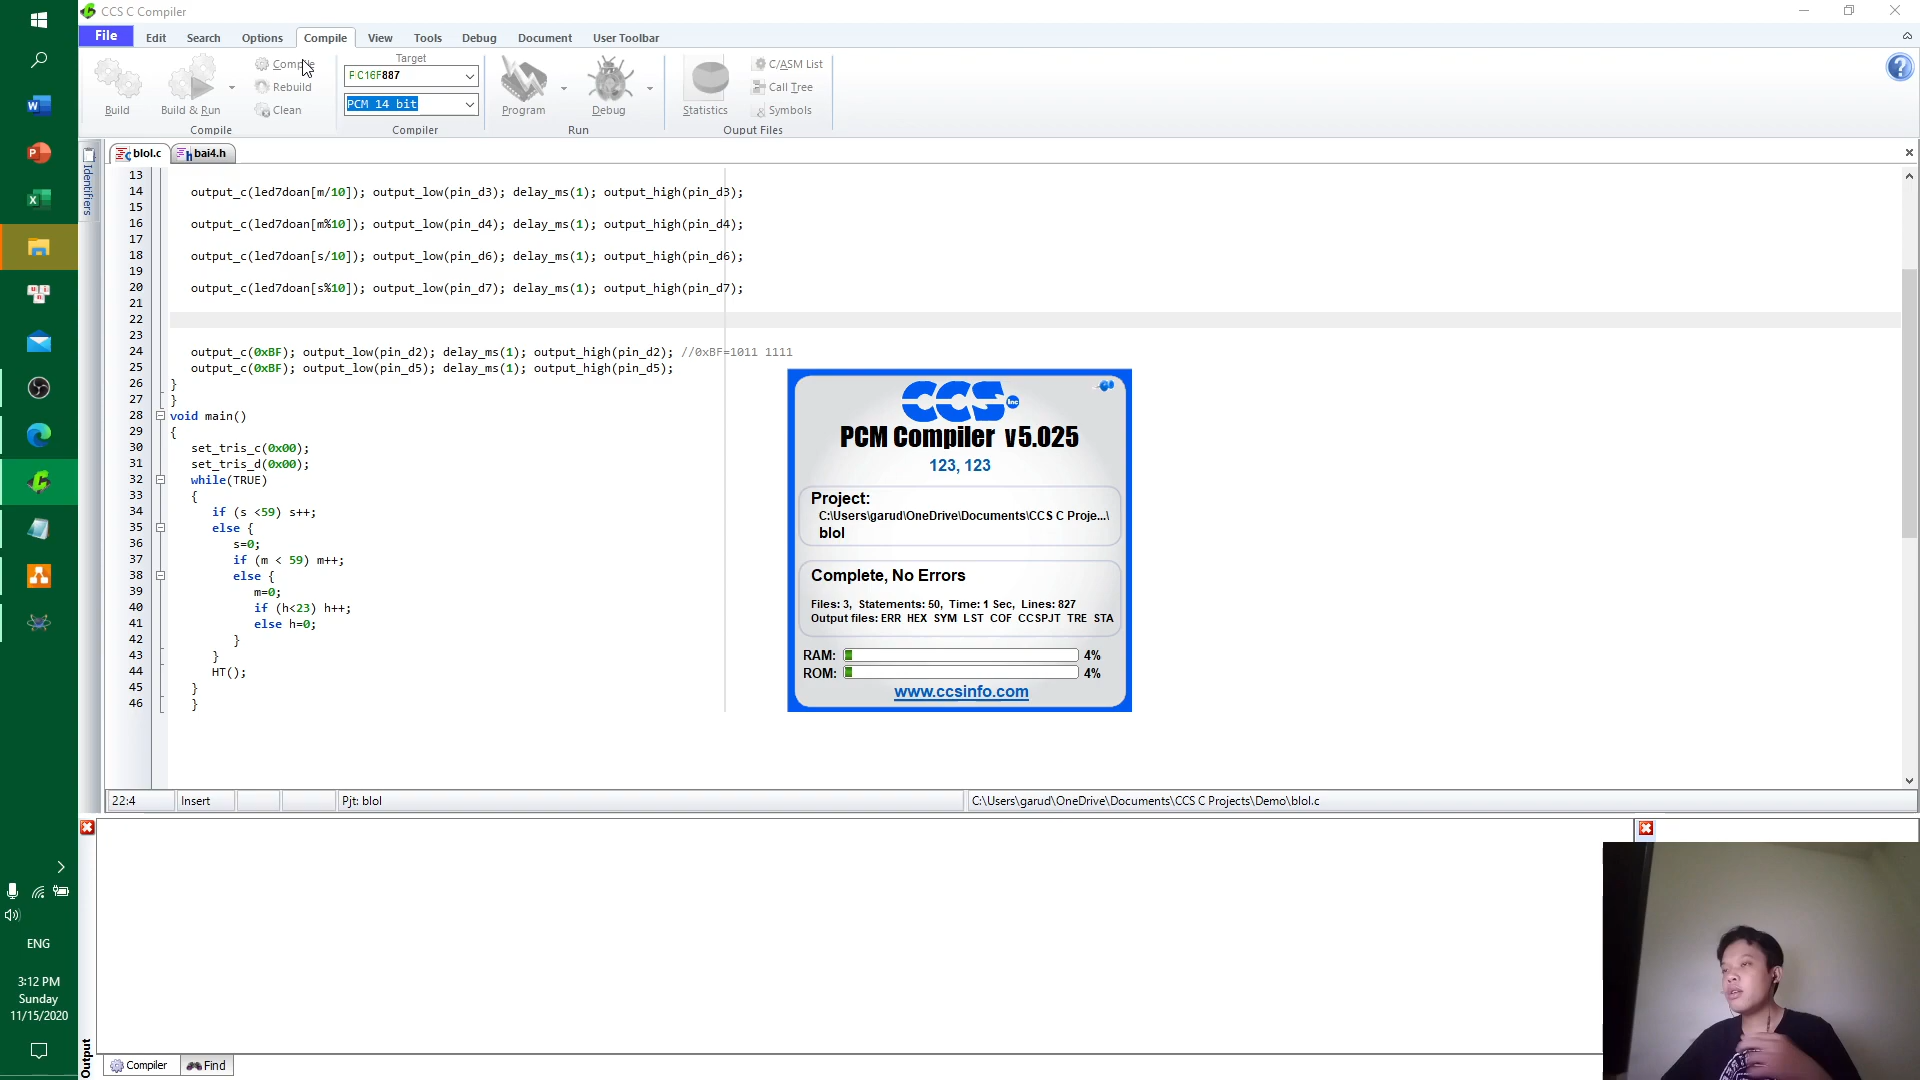 CCS C Compiler
File Edit Search Options Compile View Tools Debug Document User Toolbar
Build
Build & Run
Compile
Rebuild
Clean
Compile
Target
PIC16F887
PCM 14 bit
Compiler
Program
Debug
Run
Statistics
C/ASM List
Call Tree
Symbols
Ouput Files
Identifiers
blol.c
bai4.h
13
14 output_c(led7doan[m/10]); output_low(pin_d3); delay_ms(1); output_high(pin_d3);
15
16 output_c(led7doan[m%10]); output_low(pin_d4); delay_ms(1); output_high(pin_d4);
17
18 output_c(led7doan[s/10]); output_low(pin_d6); delay_ms(1); output_high(pin_d6);
19
20 output_c(led7doan[s%10]); output_low(pin_d7); delay_ms(1); output_high(pin_d7);
21
22
23
24 output_c(0xBF); output_low(pin_d2); delay_ms(1); output_high(pin_d2); //0xBF=1011 1111
25 output_c(0xBF); output_low(pin_d5); delay_ms(1); output_high(pin_d5);
26 }
27 }
28 void main()
29 {
30 set_tris_c(0x00);
31 set_tris_d(0x00);
32 while(TRUE)
33 {
34 if (s <59) s++;
35 else {
36 s=0;
37 if (m < 59) m++;
38 else {
39 m=0;
40 if (h<23) h++;
41 else h=0;
42 }
43 }
44 HT();
45 }
46 }
CCS Inc
PCM Compiler v5.025
123, 123
Project:
C:\Users\garud\OneDrive\Documents\CCS C Proje...\
blol
Complete, No Errors
Files: 3, Statements: 50, Time: 1 Sec, Lines: 827
Output files: ERR HEX SYM LST COF CCSPJT TRE STA
RAM: 4%
ROM: 4%
www.ccsinfo.com
22:4 Insert Pjt: blol C:\Users\garud\OneDrive\Documents\CCS C Projects\Demo\blol.c
Output
Compiler Find
ENG
3:12 PM
Sunday
11/15/2020